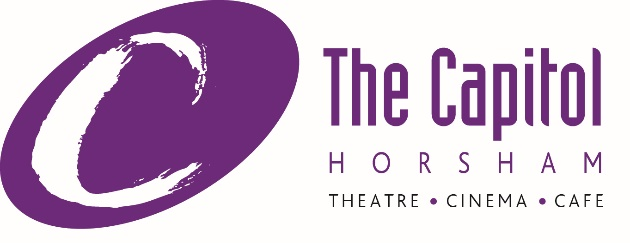 C
The Capitol
HORSHAM
THEATRE • CINEMA • CAFE